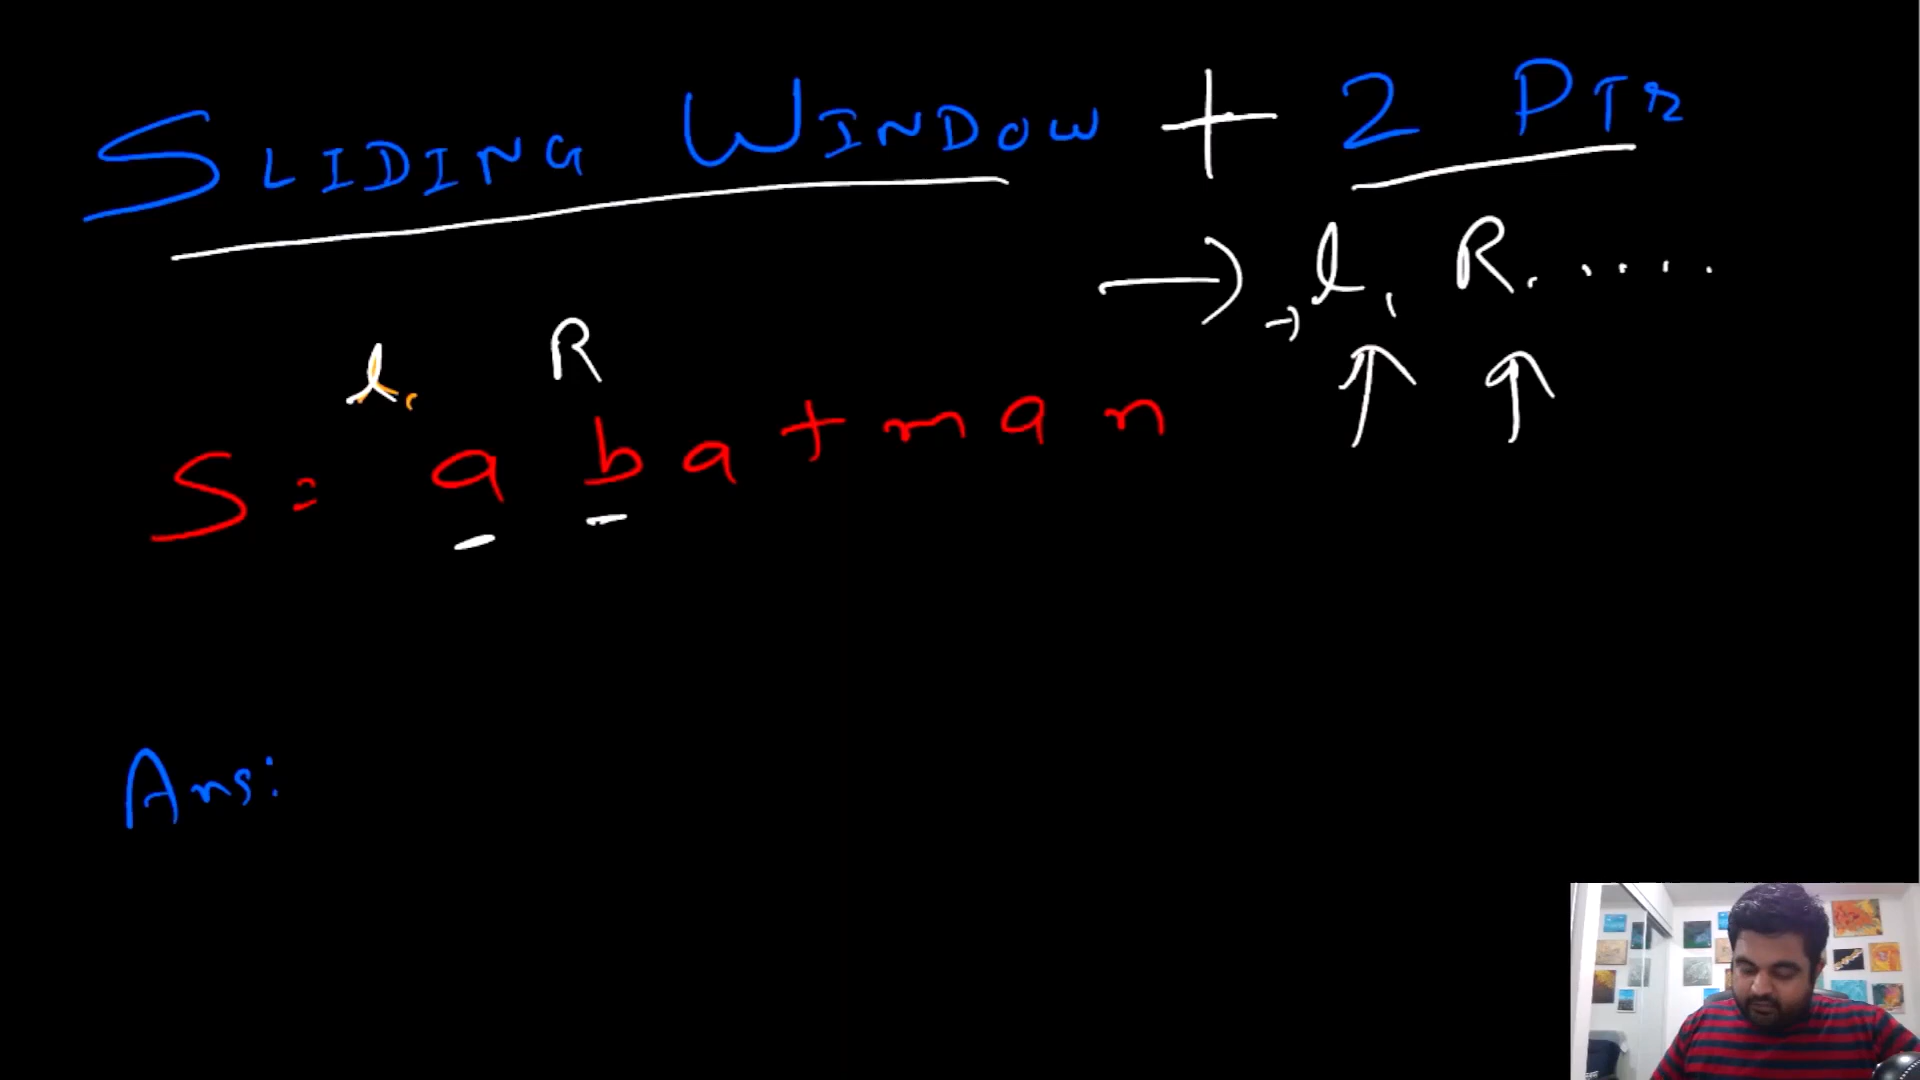 SLIDING WINDOW + 2 PTR
→ l, R. .....
→
l, R
S = a b a t m a n
Ans: